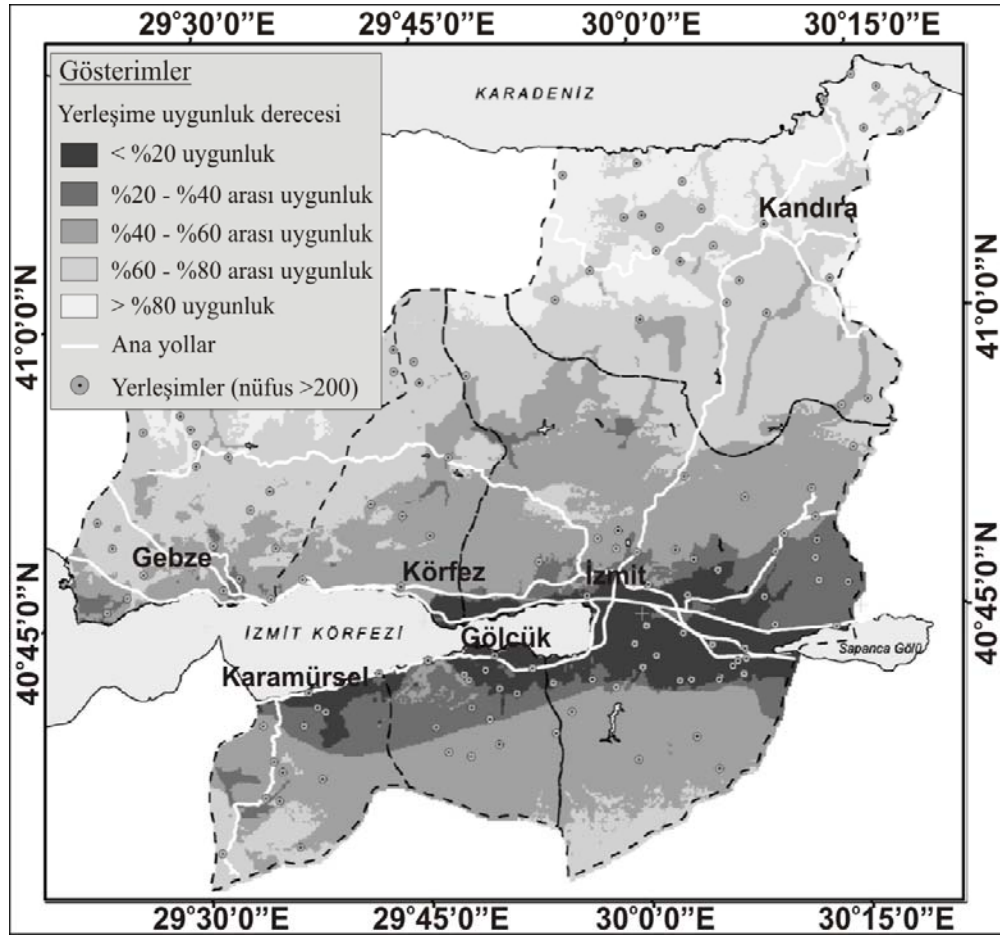 29°30’0’’E 29°45’0’’E 30°0’0’’E 30°15’0’’E
Gösterimler
Yerleşime uygunluk derecesi
< %20 uygunluk
%20 - %40 arası uygunluk
%40 - %60 arası uygunluk
%60 - %80 arası uygunluk
> %80 uygunluk
Ana yollar
Yerleşimler (nüfus >200)
KARADENİZ
Kandıra
41°0’0’’N
41°0’0’’N
Gebze
Körfez
İzmit
40°45’0’’N
40°45’0’’N
İZMİT KÖRFEZİ
Gölcük
Sapanca Gölü
Karamürsel
29°30’0’’E 29°45’0’’E 30°0’0’’E 30°15’0’’E